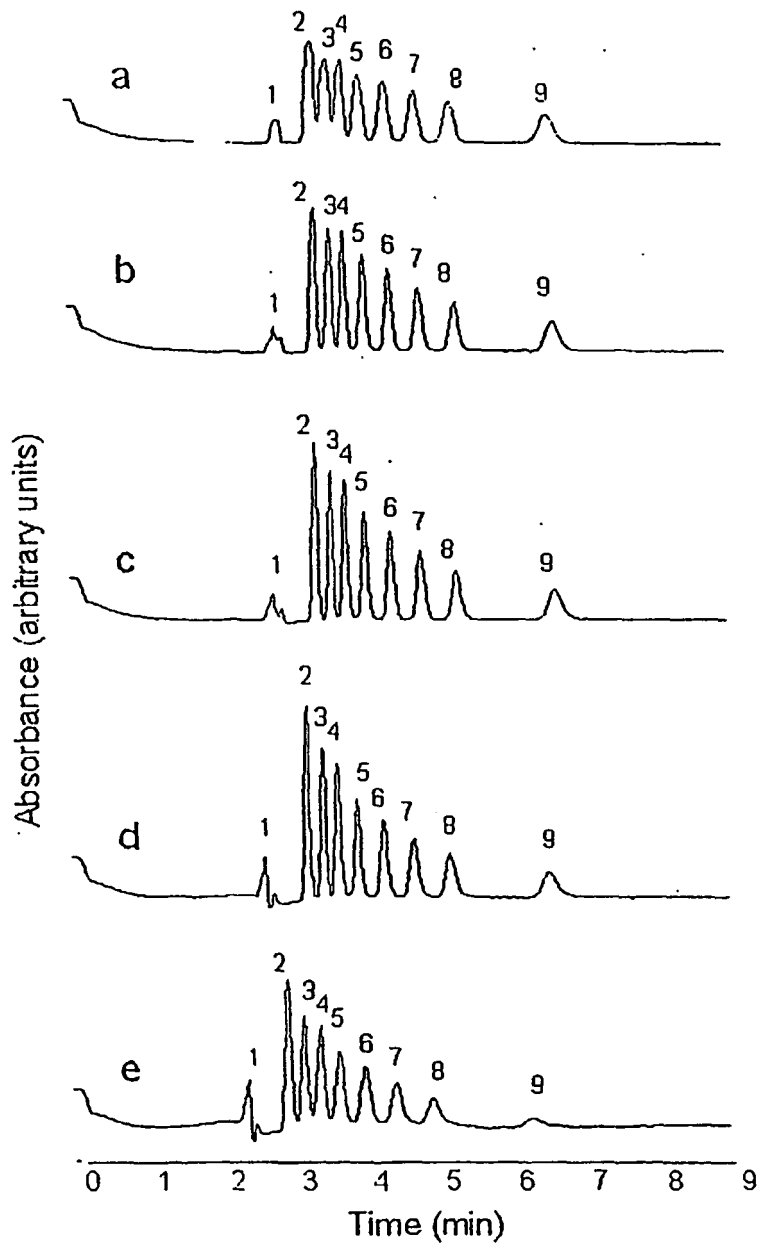 2 3 4 5 6 7 8 9
a 1
2 34 5 6 7 8 9
b 1
2 3 4 5 6 7 8 9
c 1
2 3 4 5 6 7 8 9
d 1
2 3 4 5 6 7 8 9
e 1
Absorbance (arbitrary units)
0 1 2 3 4 5 6 7 8 9
Time (min)